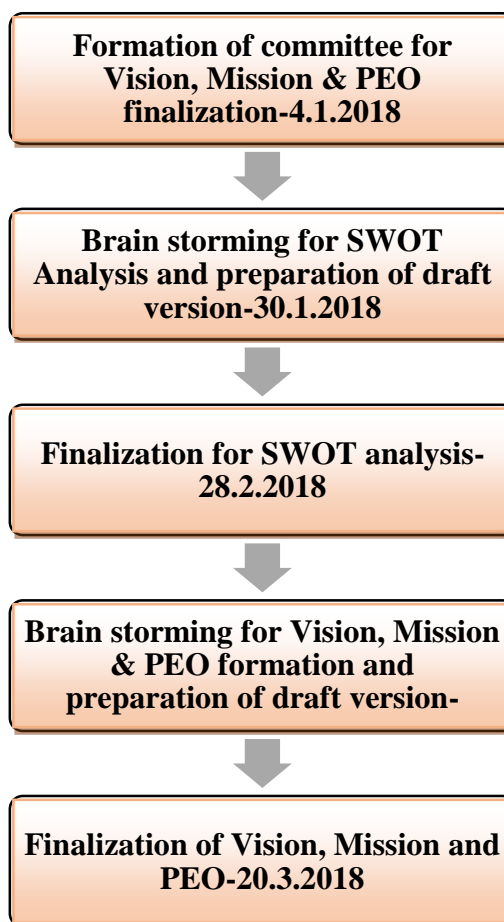 Formation of committee for
Vision, Mission & PEO
finalization-4.1.2018
Brain storming for SWOT
Analysis and preparation of draft
version-30.1.2018
Finalization for SWOT analysis-
28.2.2018
Brain storming for Vision, Mission
& PEO formation and
preparation of draft version-
Finalization of Vision, Mission and
PEO-20.3.2018